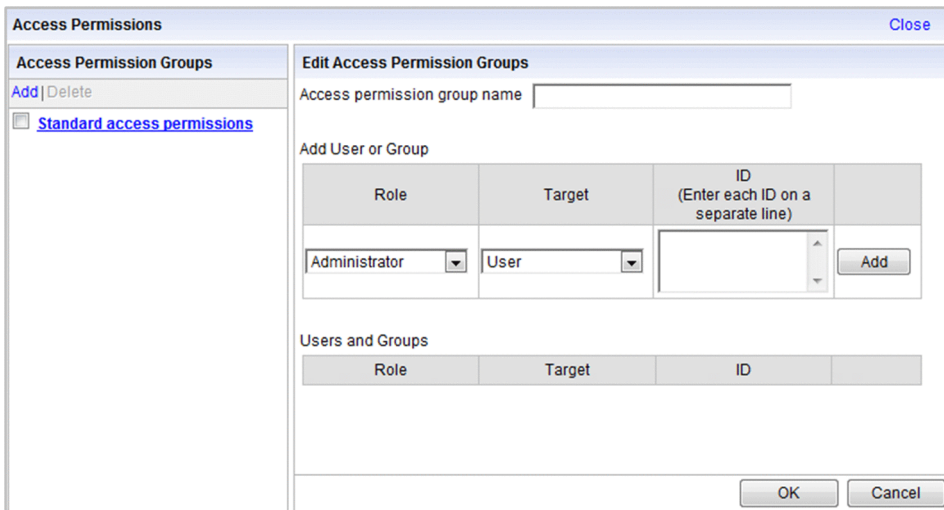 Access Permissions
Close
Access Permission Groups
Add|Delete
Standard access permissions
Edit Access Permission Groups
Access permission group name
Add User or Group
Role
Target
ID
(Enter each ID on a
separate line)
Administrator
User
Add
Users and Groups
Role
Target
ID
OK
Cancel